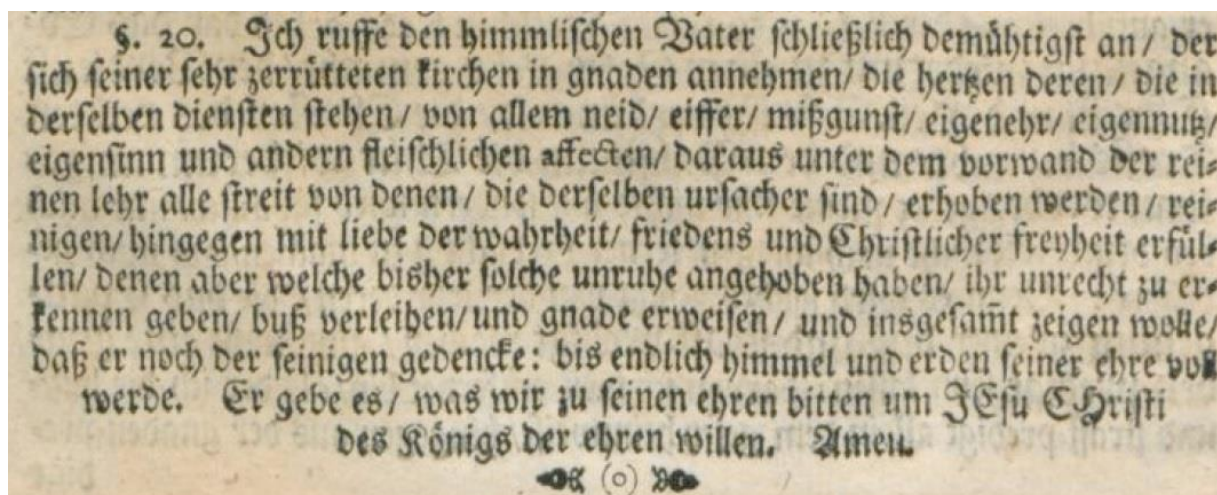 §. 20. Ich ruffe den himmlischen Vater schließlich demühtigst an/ der
sich seiner sehr zerrütteten kirchen in gnaden annehmen/ die hertzen deren/ die in
derselben diensten stehen/ von allem neid/ eiffer/ mißgunst/ eigenehr/ eigennutz/
eigensinn und andern fleischlichen affecten/ daraus unter dem vorwand der rei-
nen lehr alle streit von denen/ die derselben ursacher sind/ erhoben werden/ rei-
nigen/ hingegen mit liebe der wahrheit/ friedens und Christlicher freyheit erfül-
len/ denen aber welche bisher solche unruhe angehoben haben/ ihr unrecht zu er-
kennen geben/ buß verleihen/ und gnade erweisen/ und insgesam̃t zeigen wolle/
daß er noch der seinigen gedencke: bis endlich himmel und erden seiner ehre voll
werde. Er gebe es/ was wir zu seinen ehren bitten um JEsu CHristi
des Königs der ehren willen. Amen.
(o)